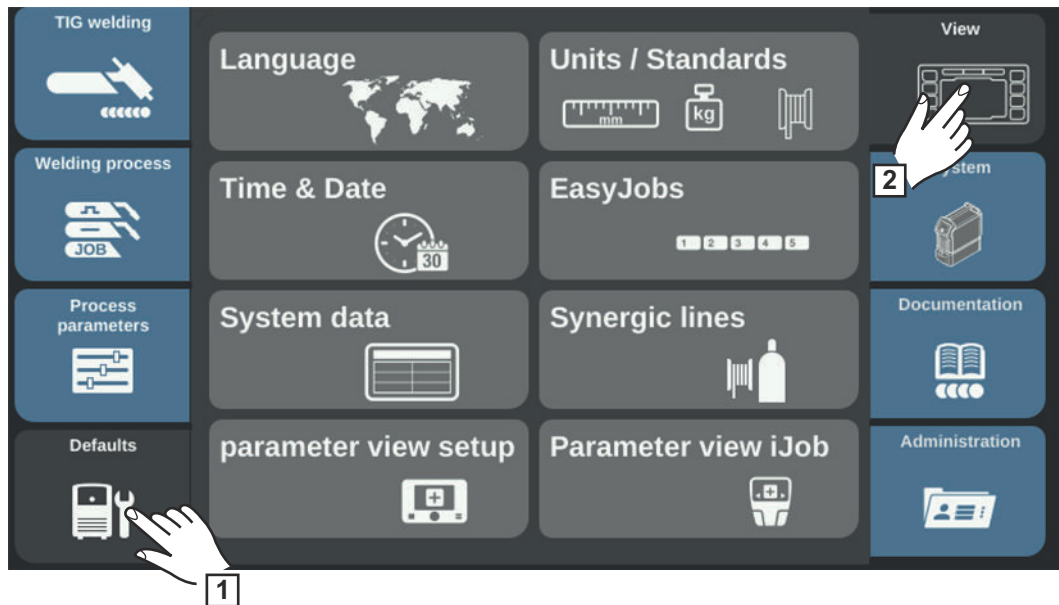 TIG welding
Welding process
JOB
Process
parameters
Defaults
1
Language
Units / Standards
mm
kg
Time & Date
30
EasyJobs
1 2 3 4 5
System data
Synergic lines
parameter view setup
Parameter view iJob
View
2
Documentation
Administration